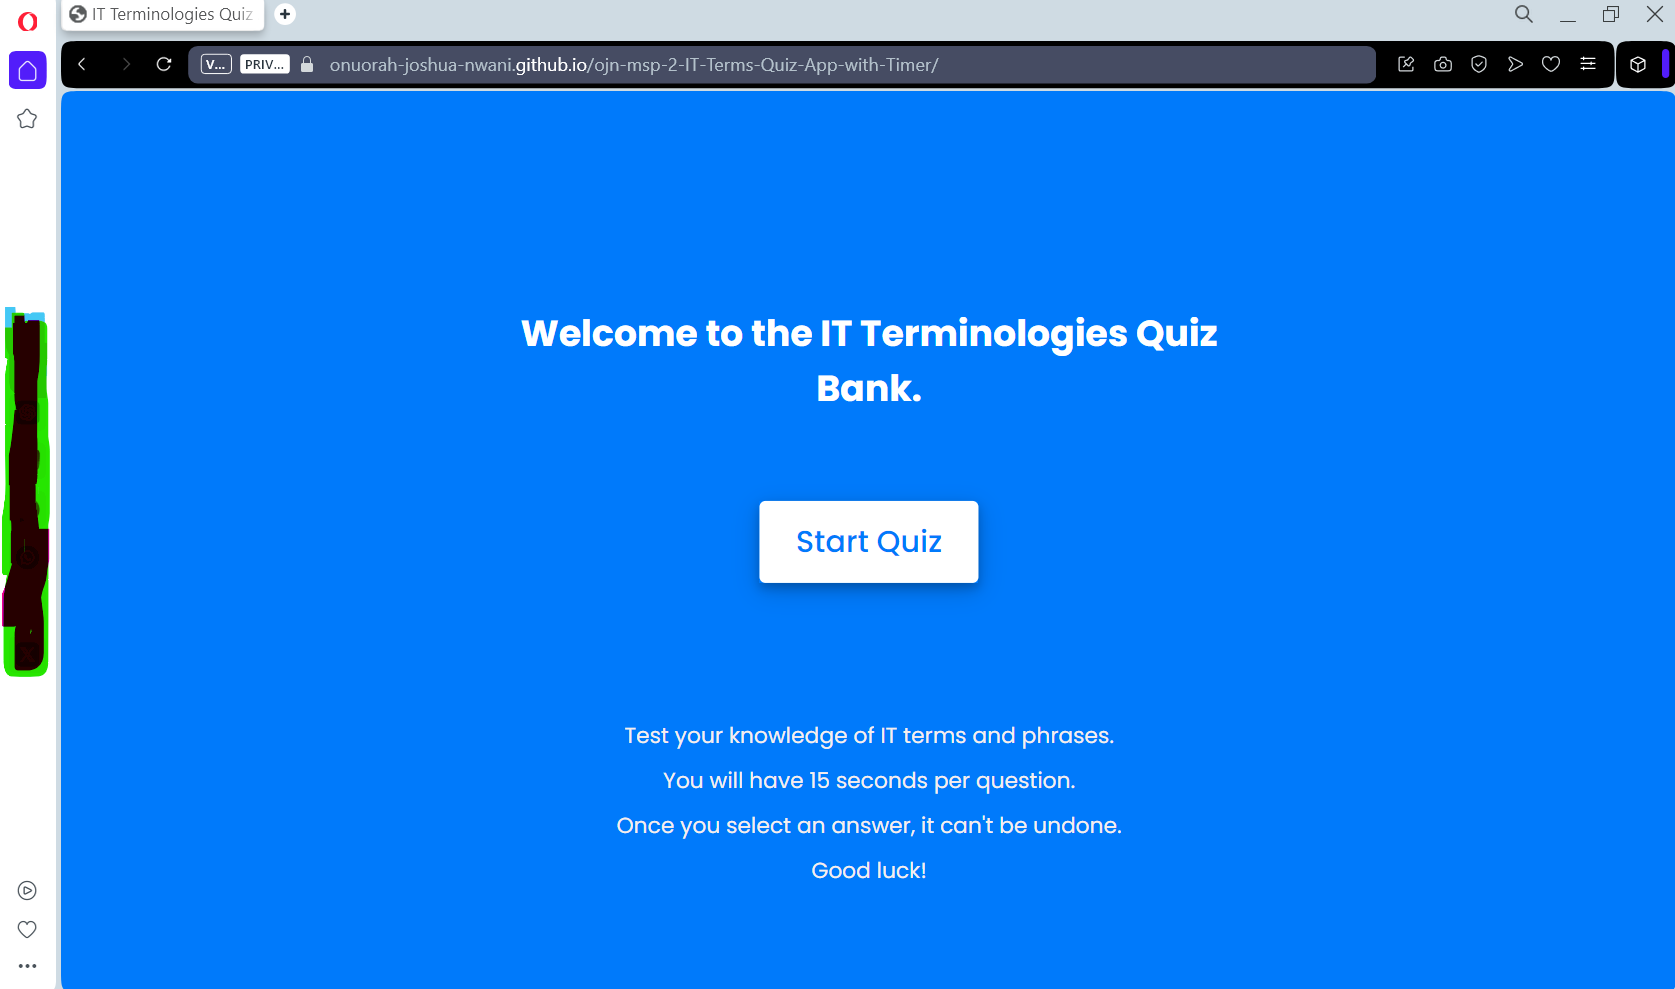 IT Terminologies Quiz
V...
PRIV...
onuorah-joshua-nwani.github.io/ojn-msp-2-IT-Terms-Quiz-App-with-Timer/
Welcome to the IT Terminologies Quiz
Bank.
Start Quiz
Test your knowledge of IT terms and phrases.
You will have 15 seconds per question.
Once you select an answer, it can't be undone.
Good luck!